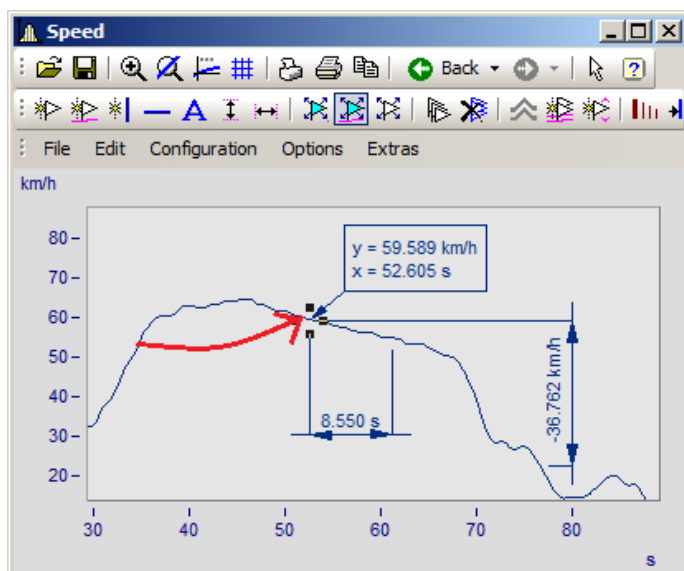 Speed
Back
File Edit Configuration Options Extras
km/h
80
70
60
50
40
30
20
y = 59.589 km/h
x = 52.605 s
8.550 s
-36.762 km/h
30 40 50 60 70 80
s